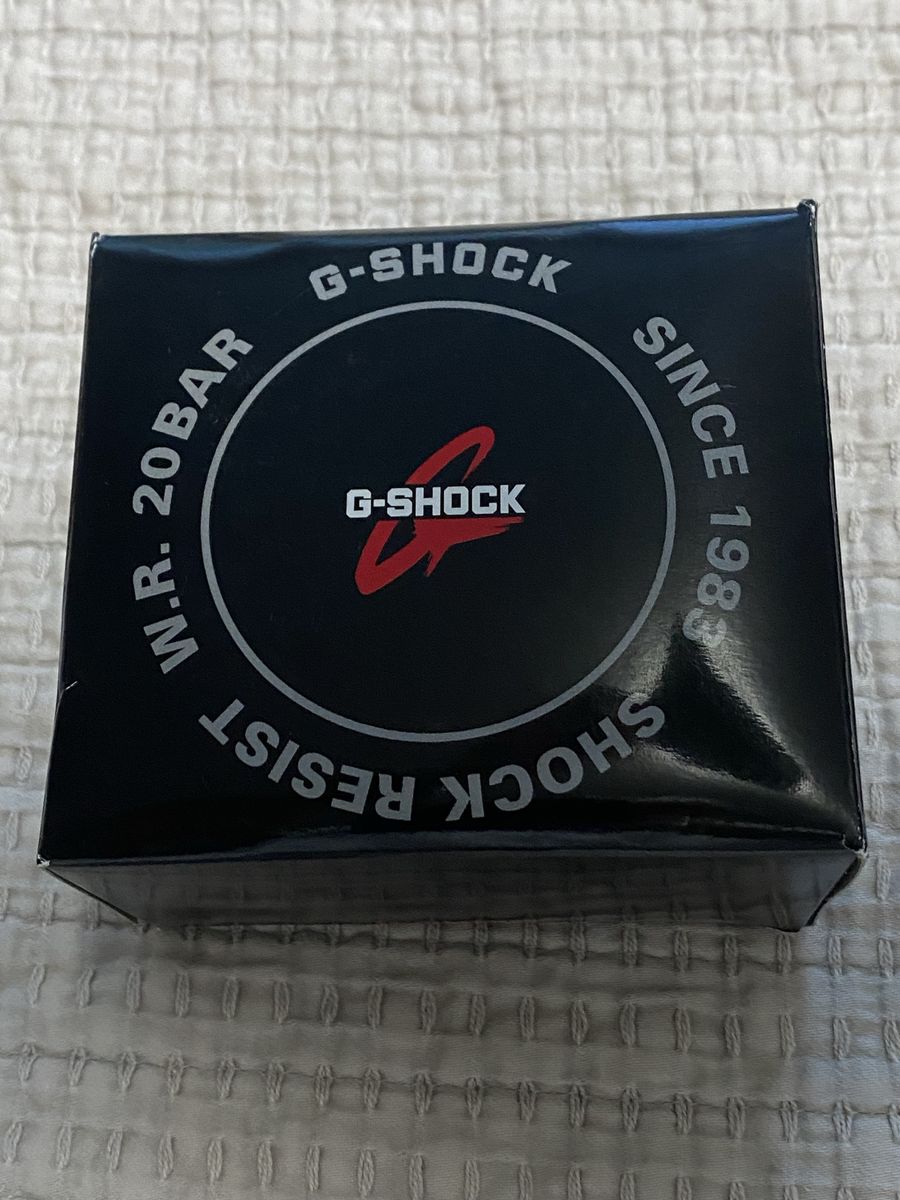 G-SHOCK
SINCE 1983
SHOCK RESIST
W.R. 20BAR
G-SHOCK